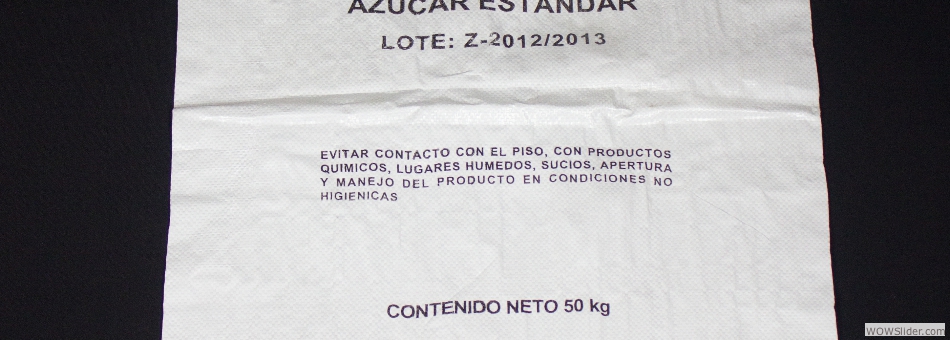 AZUCAR ESTANDAR
LOTE: Z-2012/2013
EVITAR CONTACTO CON EL PISO, CON PRODUCTOS
QUIMICOS, LUGARES HUMEDOS, SUCIOS, APERTURA
Y MANEJO DEL PRODUCTO EN CONDICIONES NO
HIGIENICAS
CONTENIDO NETO 50 kg
WOWSlider.com